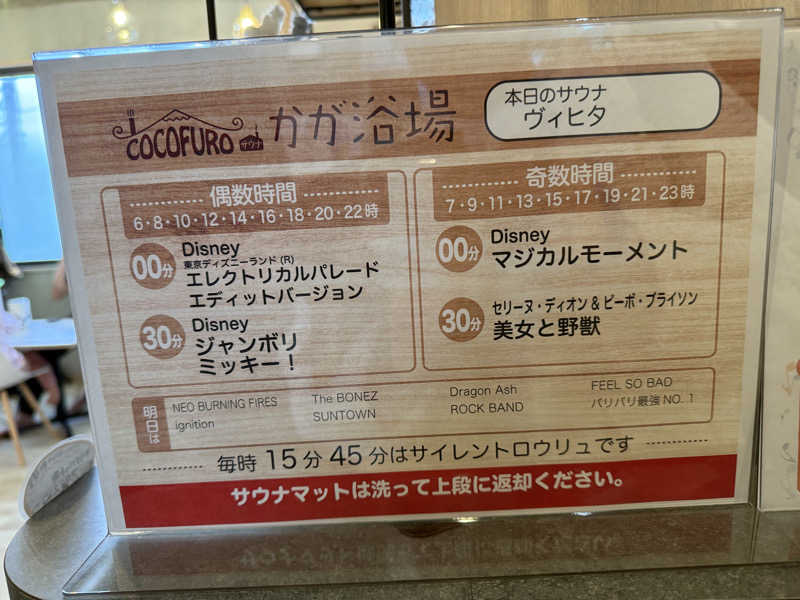 COCOFURO サウナ かが浴場
本日のサウナ
ヴィヒタ
偶数時間
6・8・10・12・14・16・18・20・22時
00分 Disney
東京ディズニーランド(R)
エレクトリカルパレード
エディットバージョン
30分 Disney
ジャンボリ
ミッキー！
奇数時間
7・9・11・13・15・17・19・21・23時
00分 Disney
マジカルモーメント
30分 セリーヌ・ディオン&ピーボ・ブライソン
美女と野獣
明日は
NEO BURNING FIRES
ignition
The BONEZ
SUNTOWN
Dragon Ash
ROCK BAND
FEEL SO BAD
バリバリ最強NO. 1
毎時 15分 45分はサイレントロウリュです
サウナマットは洗って上段に返却ください。